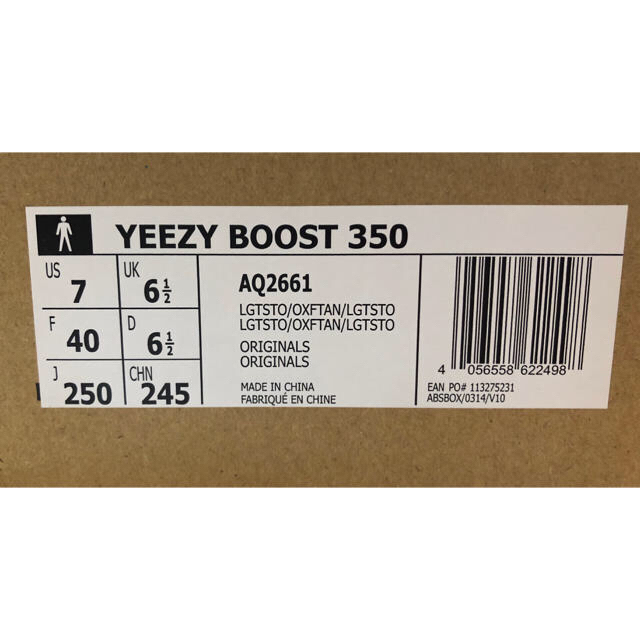 YEEZY BOOST 350
US 7 UK 6½
F 40 D 6½
J 250 CHN 245
AQ2661
LGTSTO/OXFTAN/LGTSTO
LGTSTO/OXFTAN/LGTSTO
ORIGINALS
ORIGINALS
MADE IN CHINA
FABRIQUÉ EN CHINE
4 056558 622498
EAN PO# 113275231
ABSBOX/0314/V10